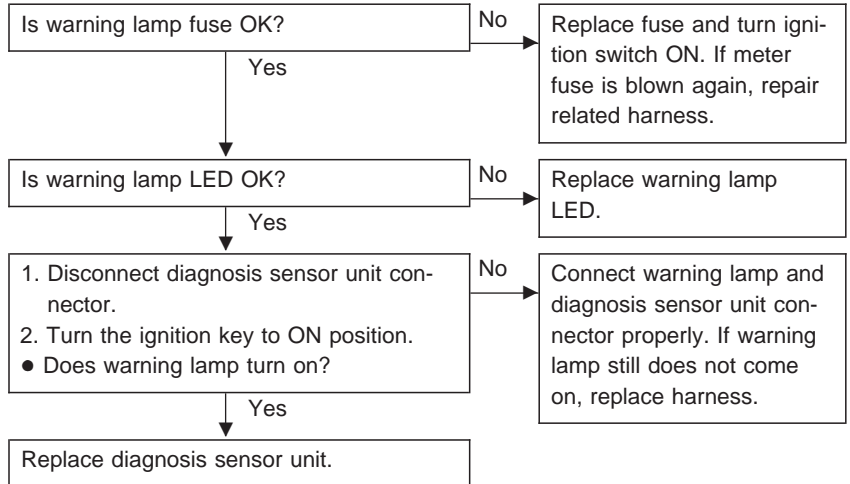 Is warning lamp fuse OK?
No
Replace fuse and turn igni-
tion switch ON. If meter
fuse is blown again, repair
related harness.
Yes
Is warning lamp LED OK?
No
Replace warning lamp
LED.
Yes
1. Disconnect diagnosis sensor unit con-
nector.
2. Turn the ignition key to ON position.
● Does warning lamp turn on?
No
Connect warning lamp and
diagnosis sensor unit con-
nector properly. If warning
lamp still does not come
on, replace harness.
Yes
Replace diagnosis sensor unit.